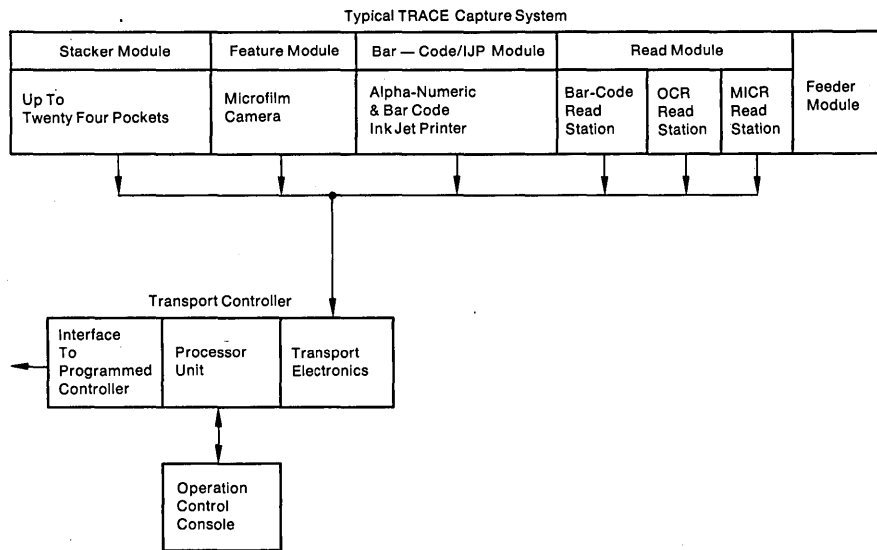 Typical TRACE Capture System
Stacker Module
Feature Module
Bar — Code/IJP Module
Read Module
Feeder
Module
Up To
Twenty Four Pockets
Microfilm
Camera
Alpha-Numeric
& Bar Code
Ink Jet Printer
Bar-Code
Read
Station
OCR
Read
Station
MICR
Read
Station
Transport Controller
Interface
To
Programmed
Controller
Processor
Unit
Transport
Electronics
Operation
Control
Console